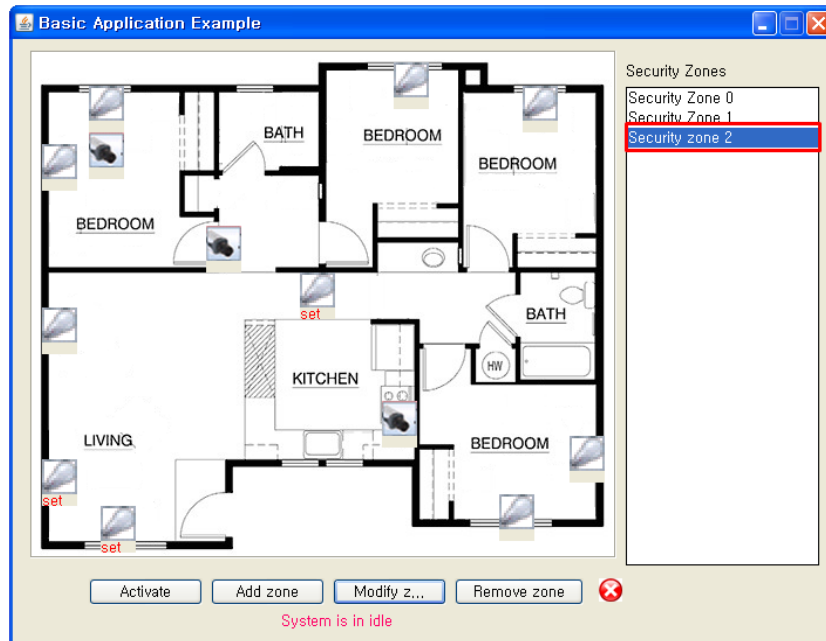 Basic Application Example
Security Zones
Security Zone 0
Security Zone 1
Security zone 2
BATH
BEDROOM
BEDROOM
BEDROOM
set
BATH
HW
KITCHEN
LIVING
BEDROOM
set
set
Activate
Add zone
Modify z...
Remove zone
System is in idle